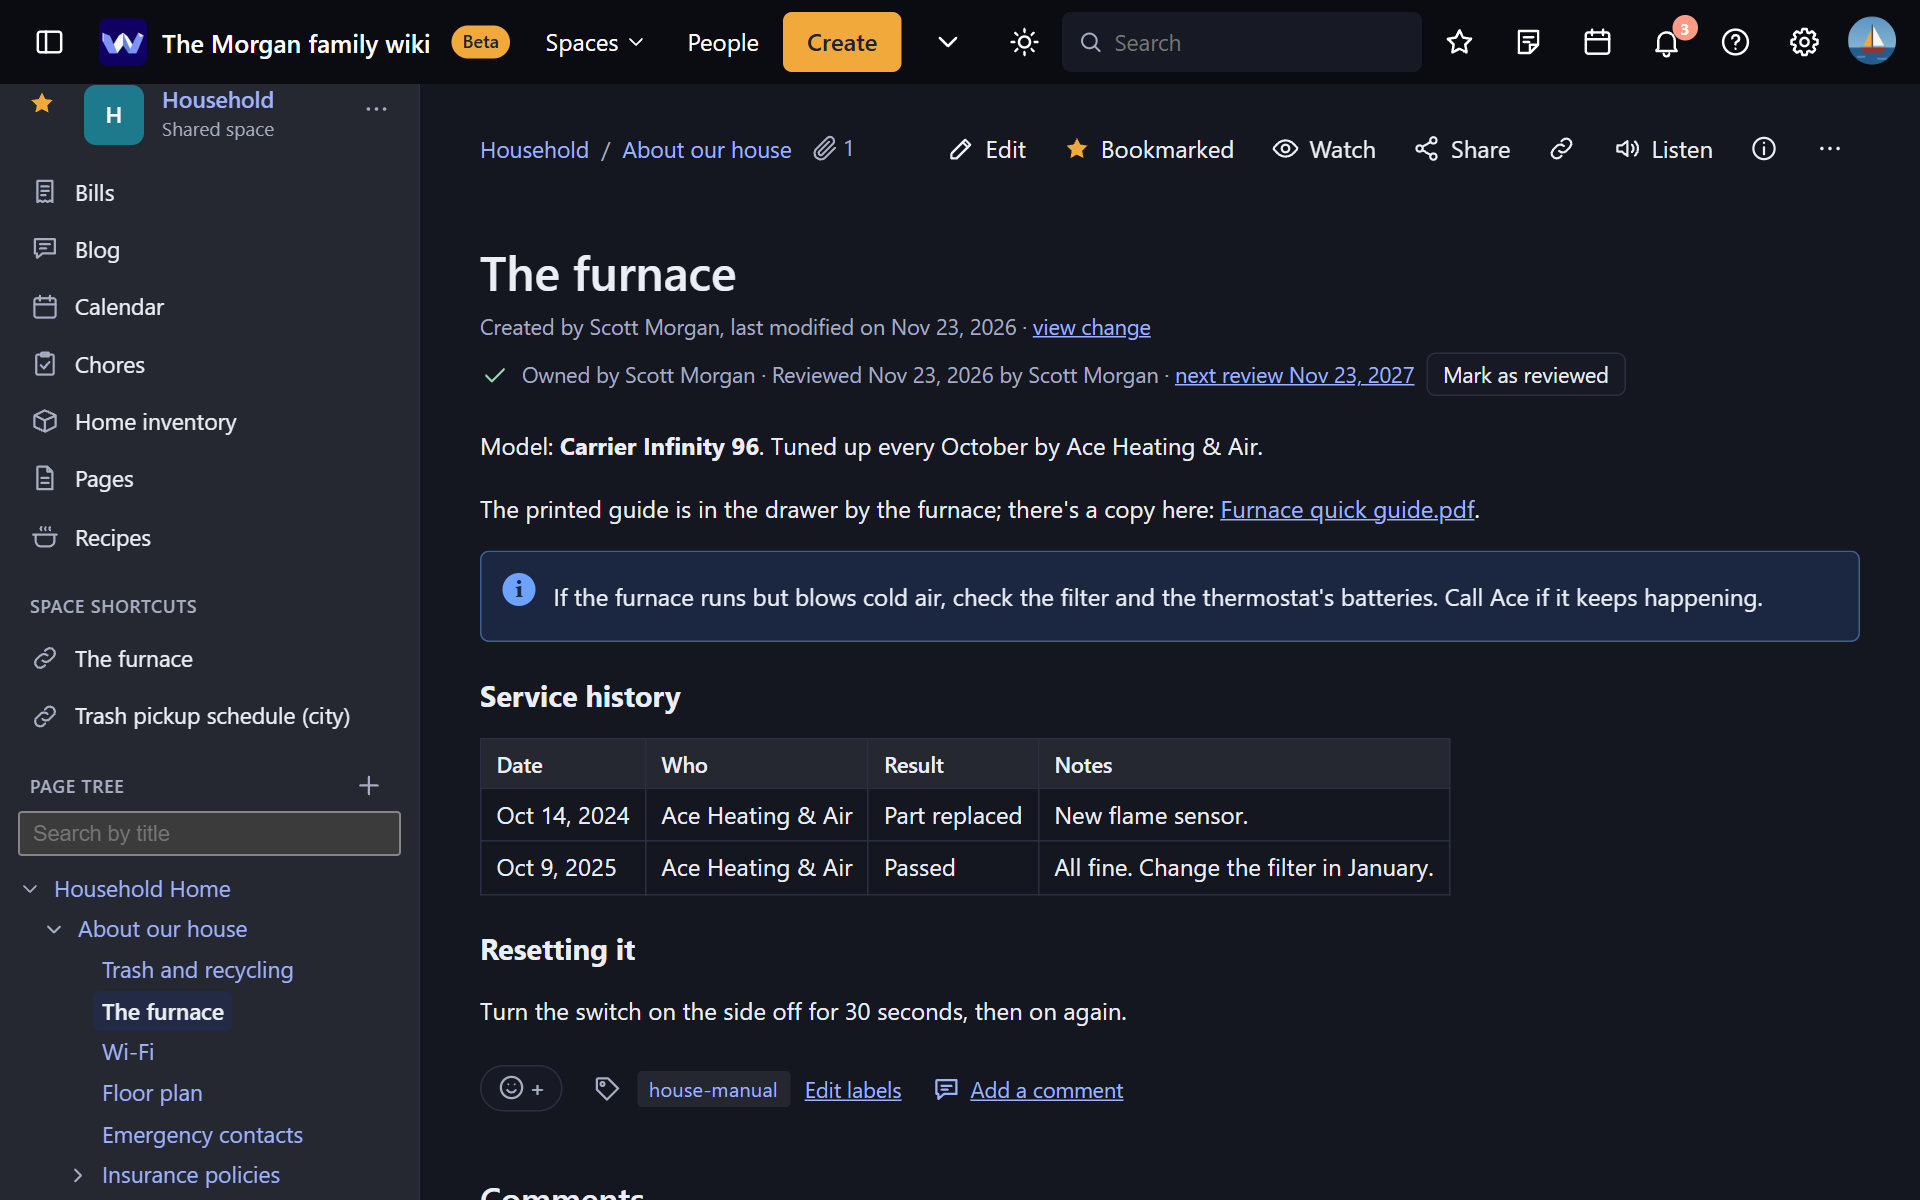 The Morgan family wiki
Beta
Spaces
People
Create
Search
3
H
Household
Shared space
Bills
Blog
Calendar
Chores
Home inventory
Pages
Recipes
SPACE SHORTCUTS
The furnace
Trash pickup schedule (city)
PAGE TREE
Search by title
Household Home
About our house
Trash and recycling
The furnace
Wi-Fi
Floor plan
Emergency contacts
Insurance policies
Household / About our house 1
Edit
Bookmarked
Watch
Share
Listen
The furnace
Created by Scott Morgan, last modified on Nov 23, 2026 · view change
Owned by Scott Morgan · Reviewed Nov 23, 2026 by Scott Morgan · next review Nov 23, 2027
Mark as reviewed
Model: Carrier Infinity 96. Tuned up every October by Ace Heating & Air.
The printed guide is in the drawer by the furnace; there's a copy here: Furnace quick guide.pdf.
If the furnace runs but blows cold air, check the filter and the thermostat's batteries. Call Ace if it keeps happening.
Service history
Date Who Result Notes
Oct 14, 2024 Ace Heating & Air Part replaced New flame sensor.
Oct 9, 2025 Ace Heating & Air Passed All fine. Change the filter in January.
Resetting it
Turn the switch on the side off for 30 seconds, then on again.
+
house-manual
Edit labels
Add a comment
Comments